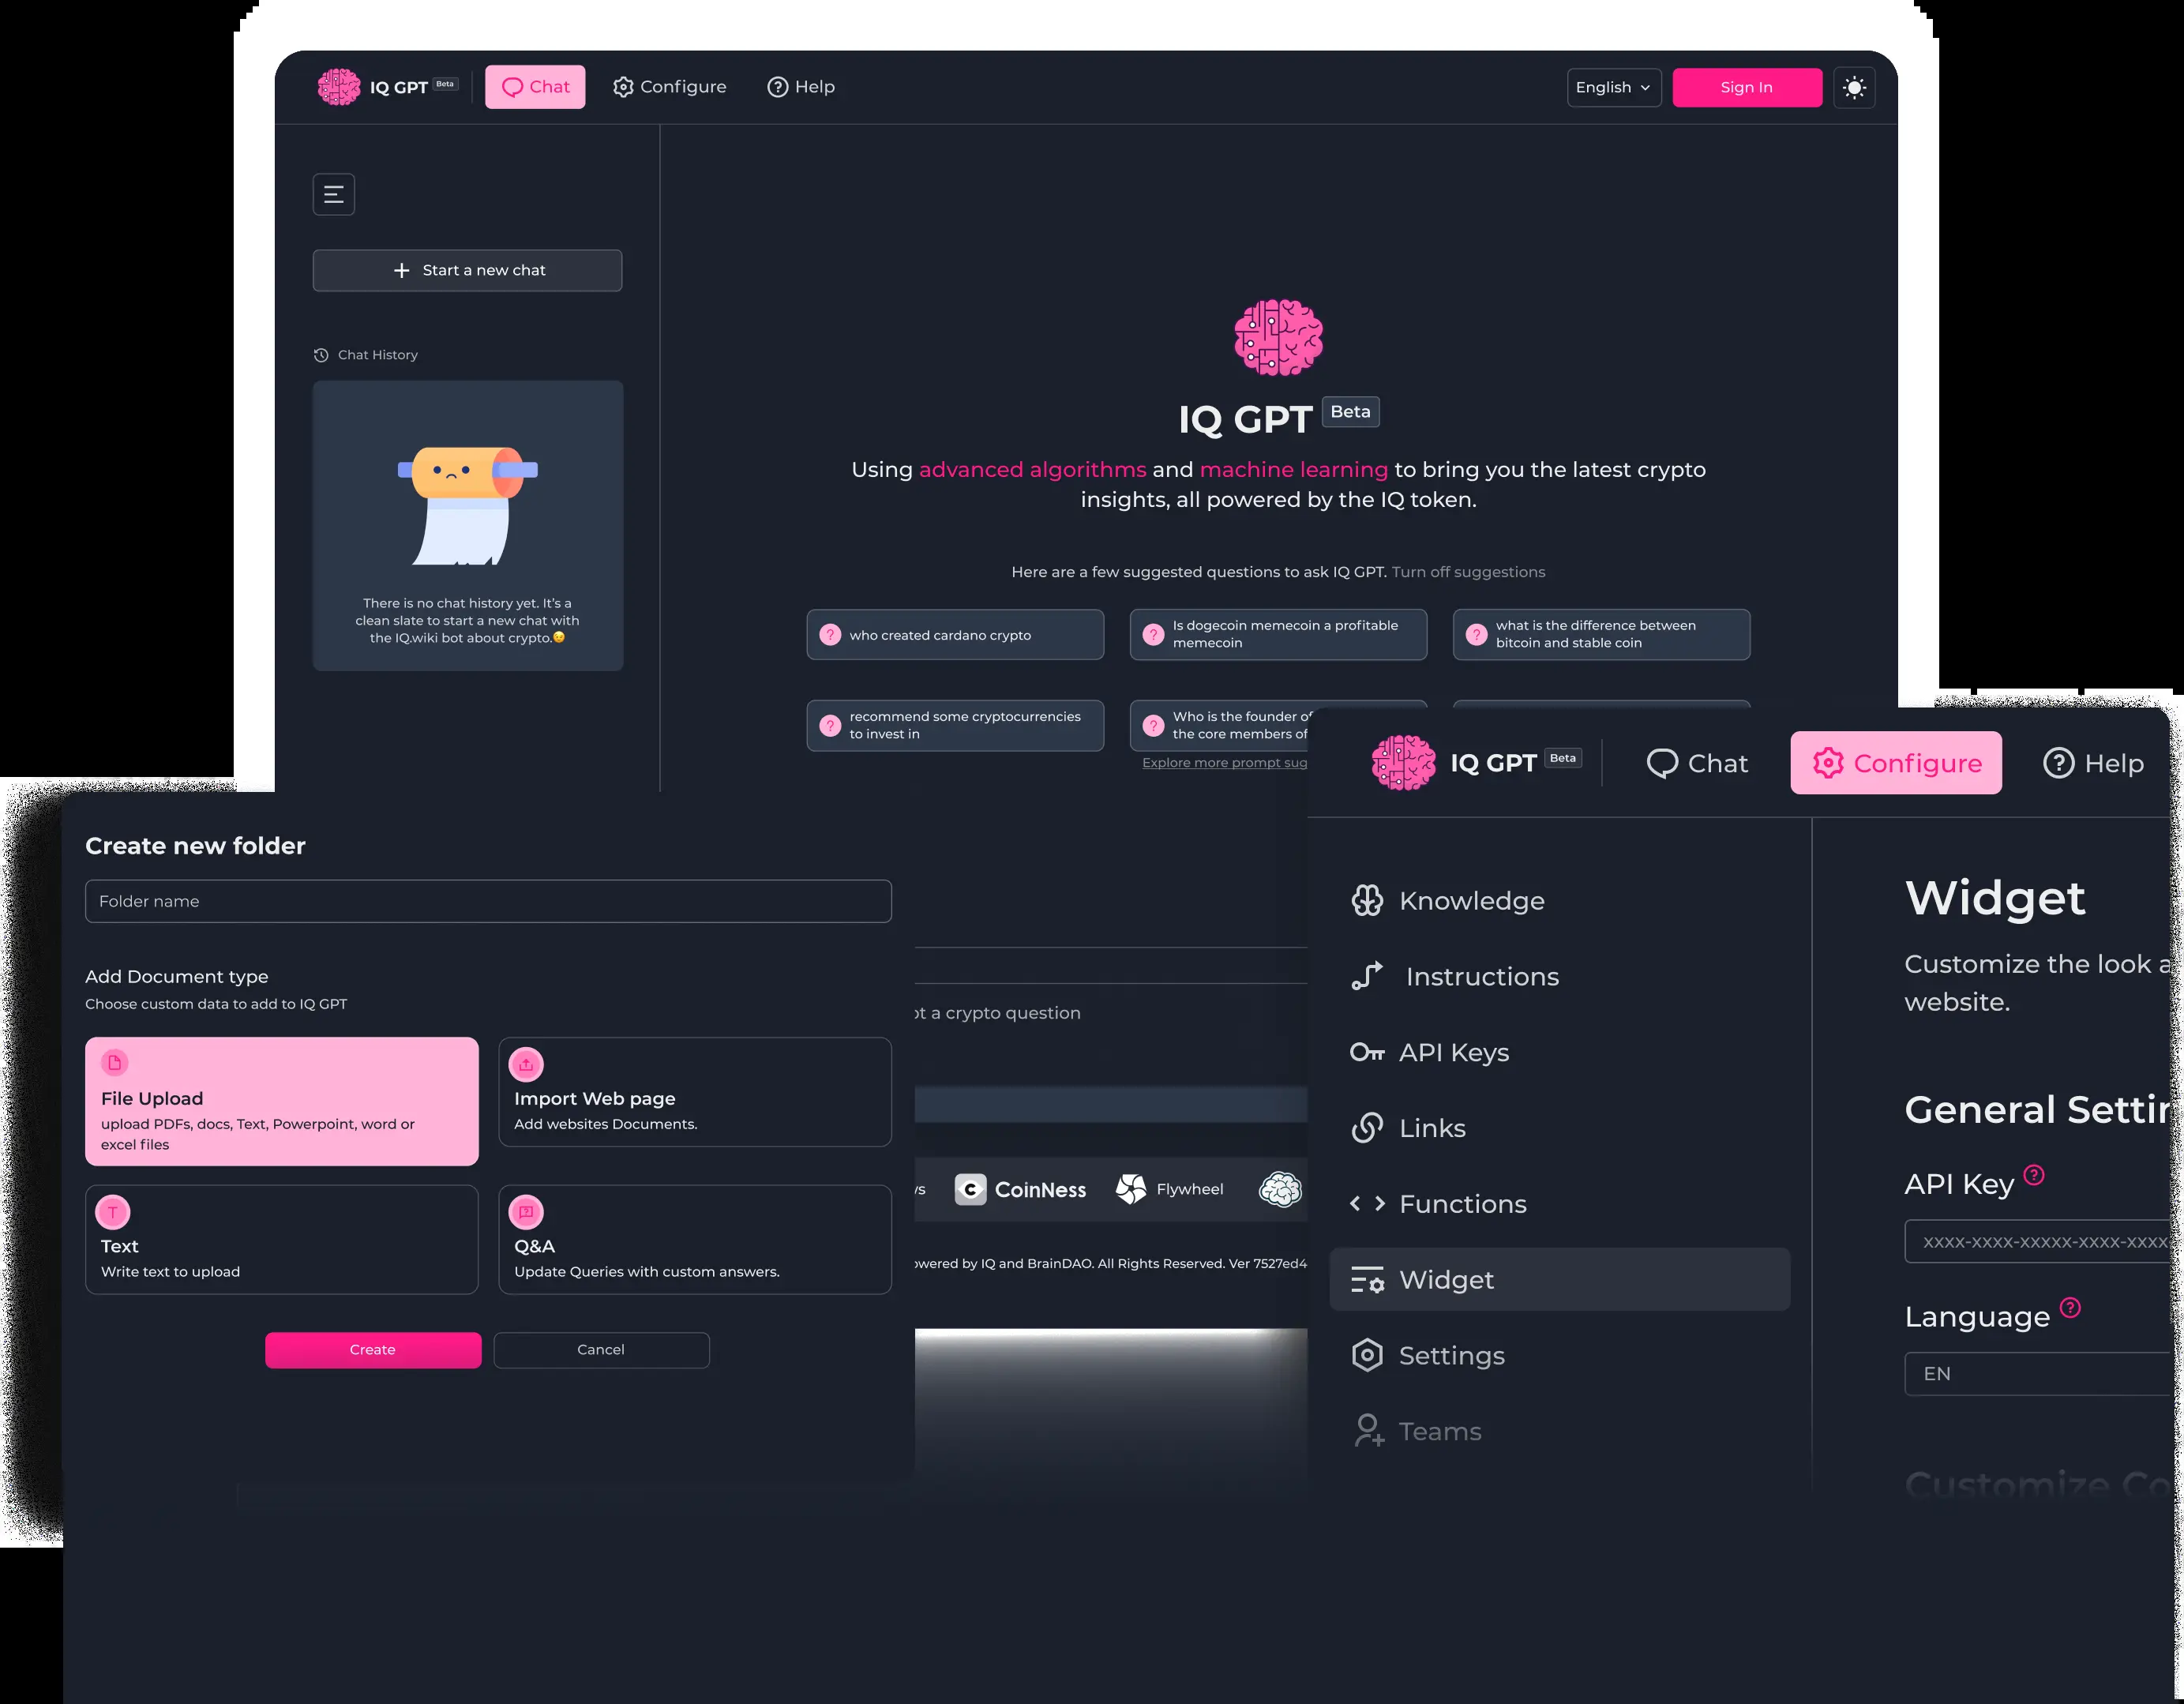 IQ GPT Beta
Chat
Configure
Help
English
Sign In
Start a new chat
Chat History
There is no chat history yet. It's a
clean slate to start a new chat with
the IQ.wiki bot about crypto.😣
IQ GPT Beta
Using advanced algorithms and machine learning to bring you the latest crypto
insights, all powered by the IQ token.
Here are a few suggested questions to ask IQ GPT. Turn off suggestions
who created cardano crypto
Is dogecoin memecoin a profitable
memecoin
what is the difference between
bitcoin and stable coin
recommend some cryptocurrencies
to invest in
Who is the founder of
the core members of
Explore more prompt sug
Create new folder
Folder name
Add Document type
Choose custom data to add to IQ GPT
File Upload
upload PDFs, docs, Text, Powerpoint, word or
excel files
Import Web page
Add websites Documents.
Text
Write text to upload
Q&A
Update Queries with custom answers.
Create
Cancel
a crypto question
CoinNess
Flywheel
owered by IQ and BrainDAO. All Rights Reserved. Ver 7527ed4
IQ GPT Beta
Chat
Configure
Help
Knowledge
Instructions
API Keys
Links
Functions
Widget
Settings
Teams
Widget
Customize the look a
website.
General Settin
API Key
xxxx-xxxx-xxxxx-xxxx-xxxx
Language
EN
Customize Co